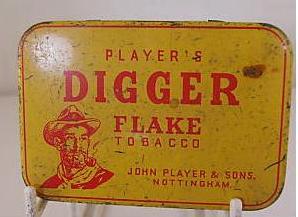 PLAYER'S
DIGGER
FLAKE
TOBACCO
JOHN PLAYER & SONS,
NOTTINGHAM.